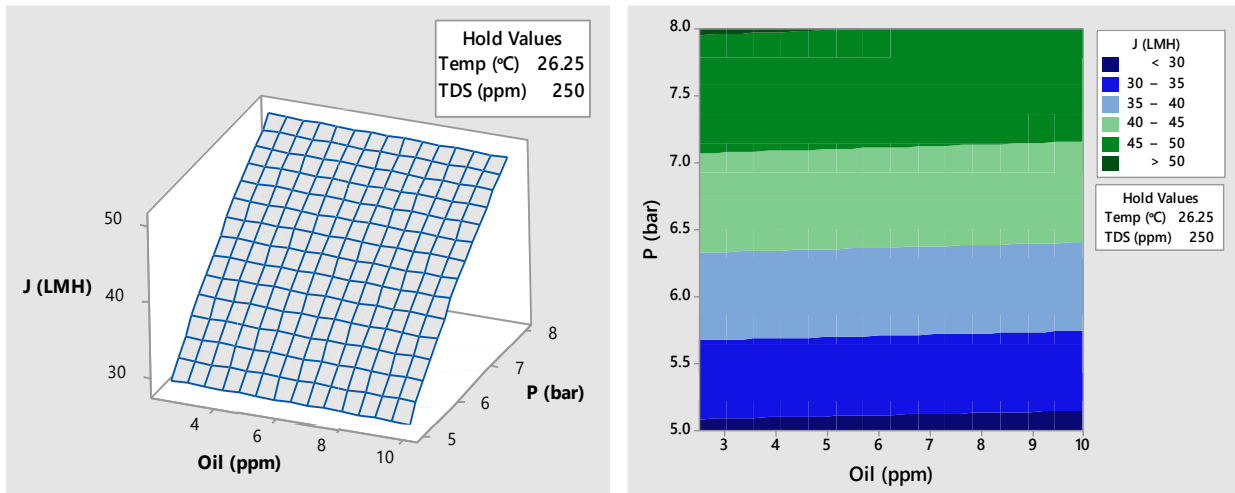 Hold Values
Temp (ºC) 26.25
TDS (ppm) 250
50
40
30
J (LMH)
4
6
8
10
Oil (ppm)
5
6
7
8
P (bar)
8.0
7.5
7.0
6.5
6.0
5.5
5.0
P (bar)
3 4 5 6 7 8 9 10
Oil (ppm)
J (LMH)
< 30
30 – 35
35 – 40
40 – 45
45 – 50
> 50
Hold Values
Temp (ºC) 26.25
TDS (ppm) 250